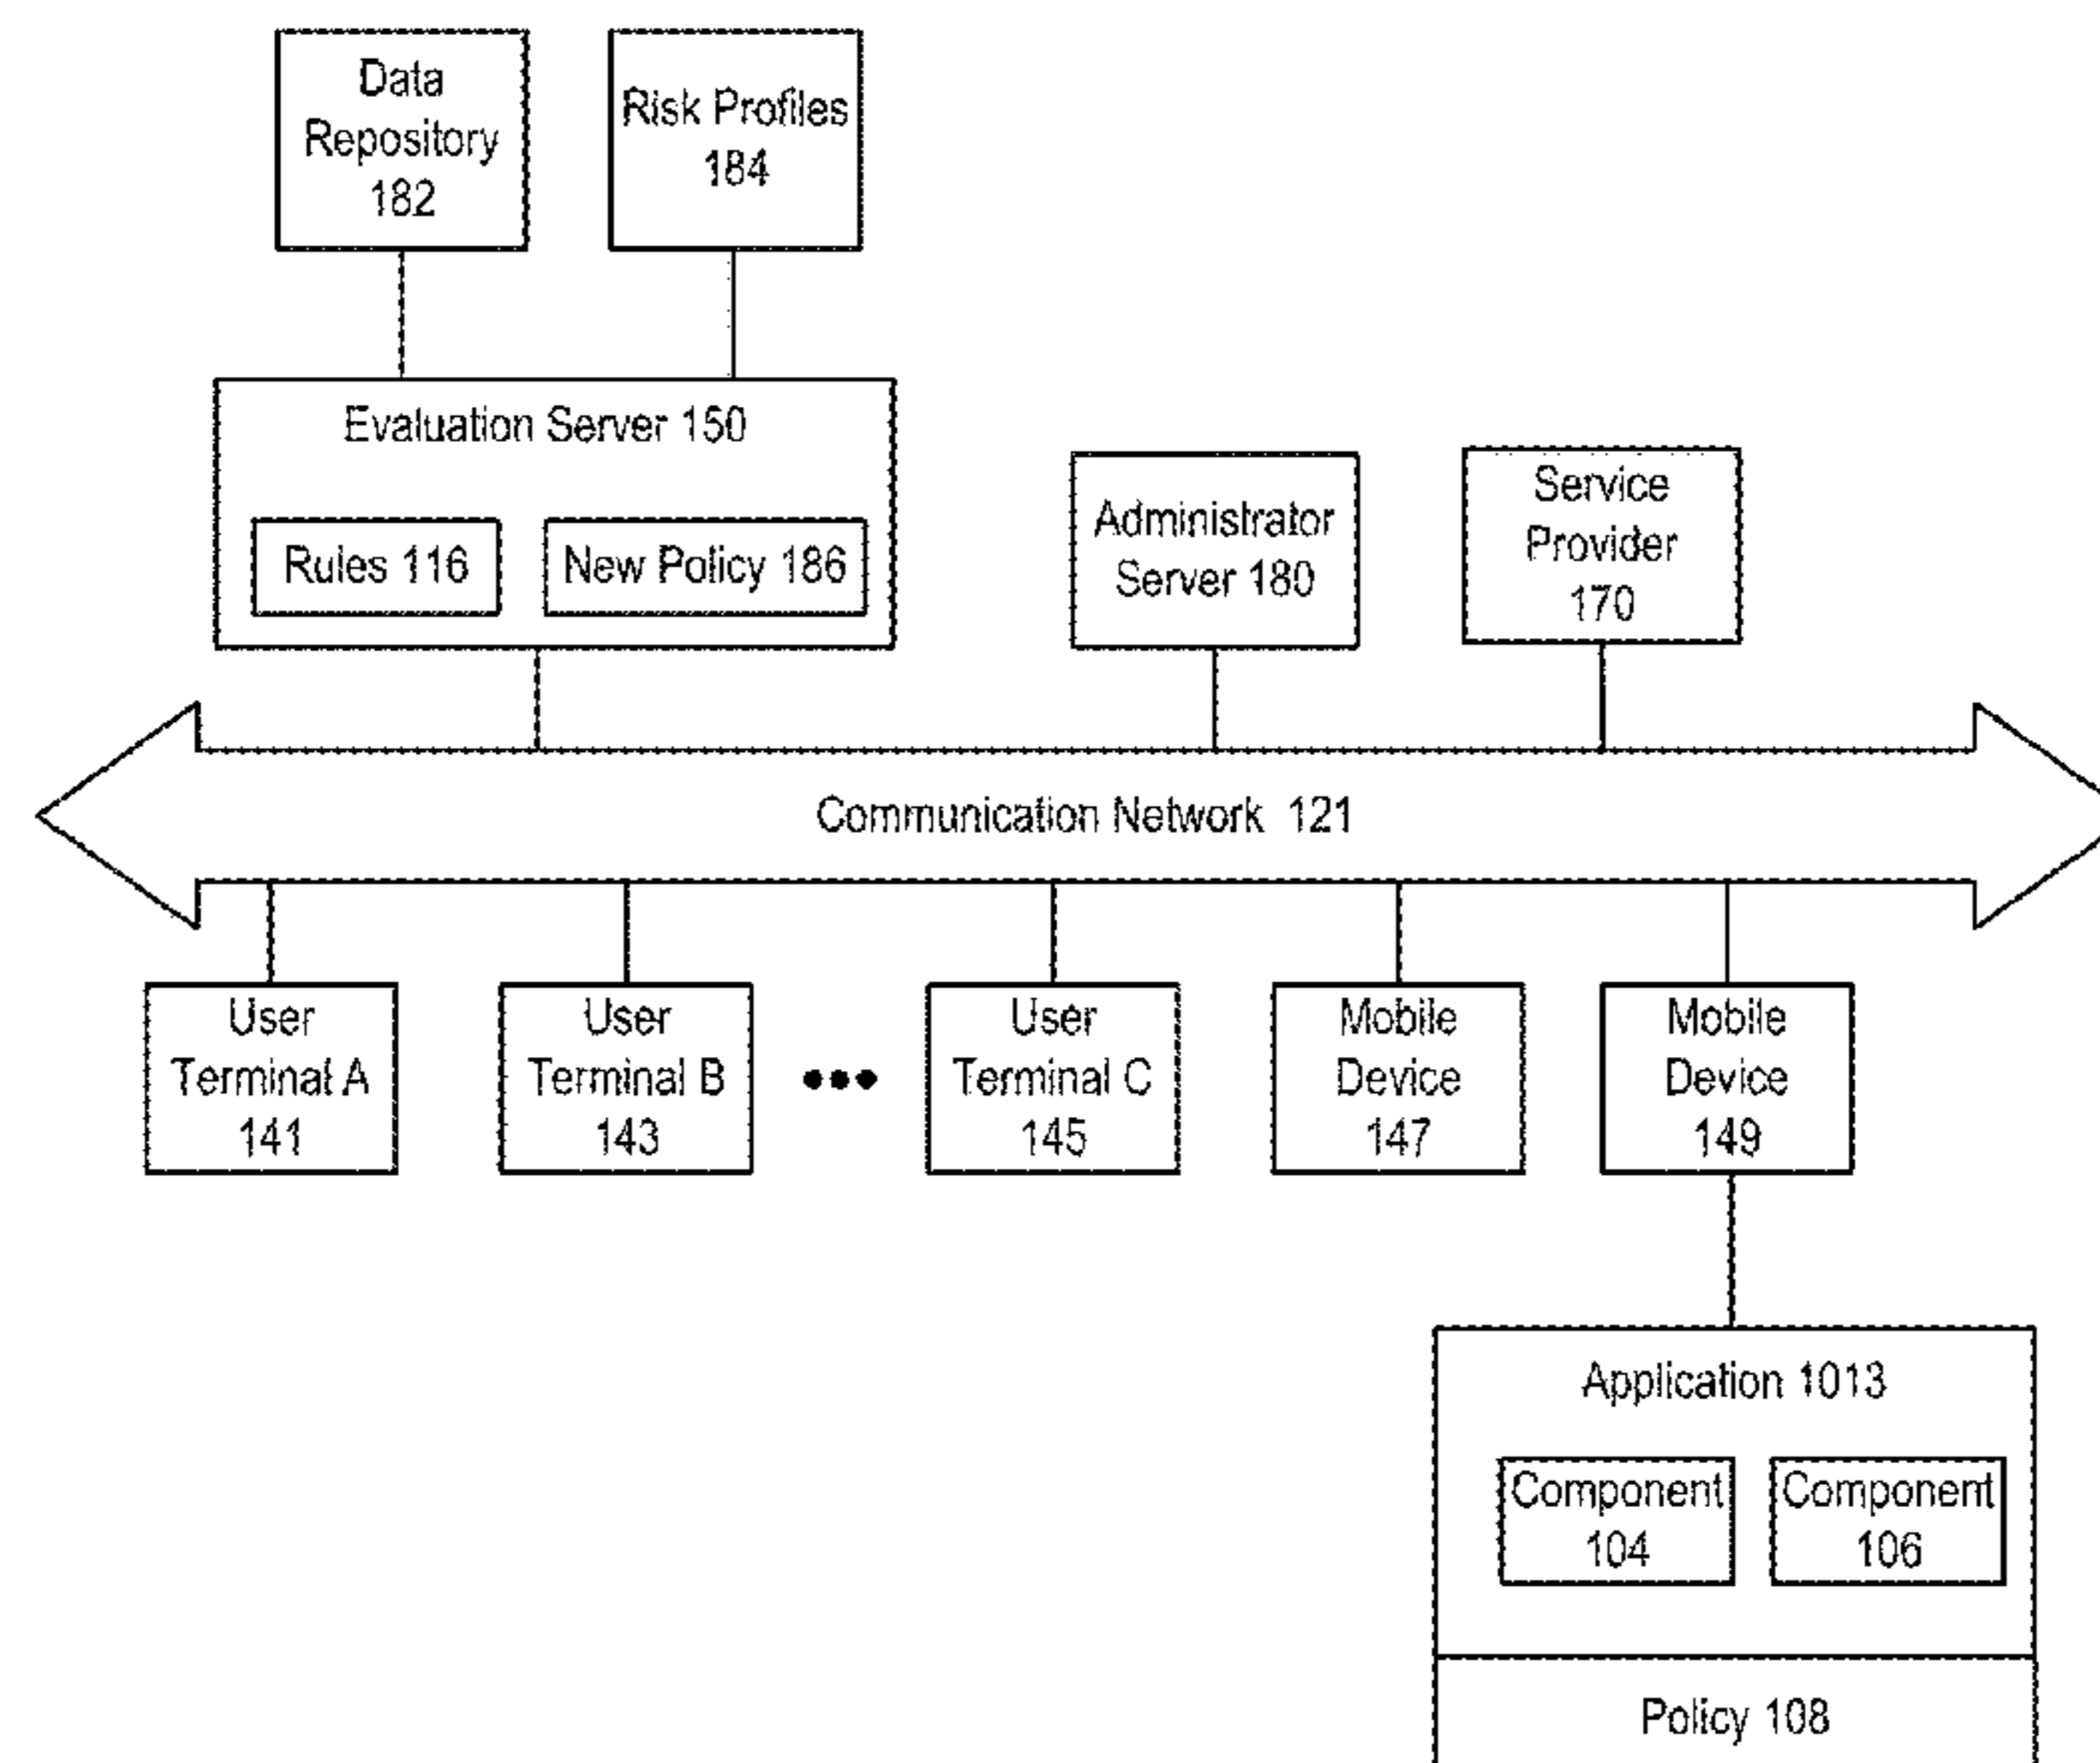 Data
Repository
182
Risk Profiles
184
Evaluation Server 150
Rules 116
New Policy 186
Administrator
Server 180
Service
Provider
170
Communication Network 121
User
Terminal A
141
User
Terminal B
143
User
Terminal C
145
Mobile
Device
147
Mobile
Device
149
Application 1013
Component
104
Component
106
Policy 108